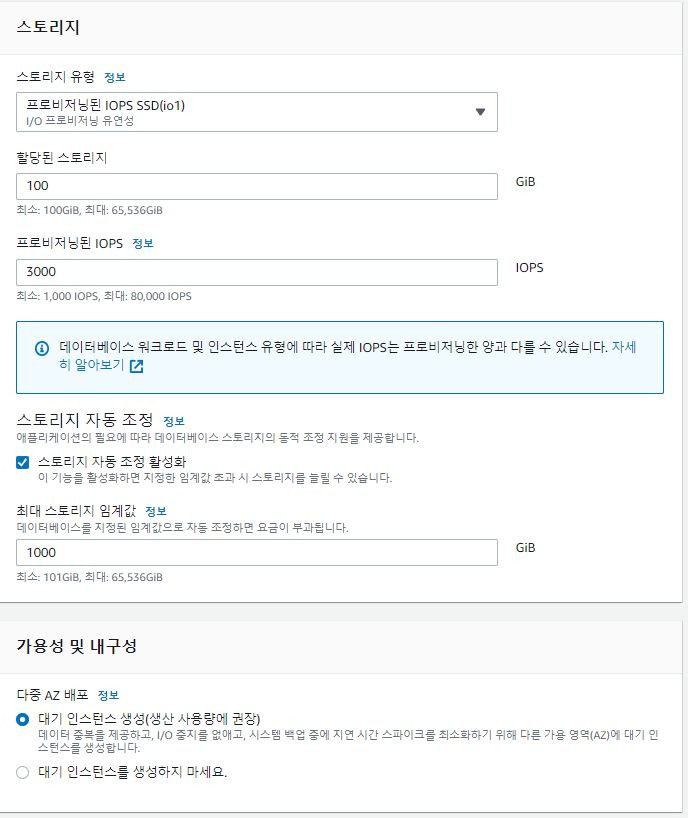 스토리지
스토리지 유형 정보
프로비저닝된 IOPS SSD(io1)
I/O 프로비저닝 유연성
할당된 스토리지
100 GiB
최소: 100GiB, 최대: 65,536GiB
프로비저닝된 IOPS 정보
3000 IOPS
최소: 1,000 IOPS, 최대: 80,000 IOPS
데이터베이스 워크로드 및 인스턴스 유형에 따라 실제 IOPS는 프로비저닝한 양과 다를 수 있습니다. 자세
히 알아보기
스토리지 자동 조정 정보
애플리케이션의 필요에 따라 데이터베이스 스토리지의 동적 조정 지원을 제공합니다.
스토리지 자동 조정 활성화
이 기능을 활성화하면 지정한 임계값 초과 시 스토리지를 늘릴 수 있습니다.
최대 스토리지 임계값 정보
데이터베이스를 지정된 임계값으로 자동 조정하면 요금이 부과됩니다.
1000 GiB
최소: 101GiB, 최대: 65,536GiB
가용성 및 내구성
다중 AZ 배포 정보
대기 인스턴스 생성(생산 사용량에 권장)
데이터 중복을 제공하고, I/O 중지를 없애고, 시스템 백업 중에 지연 시간 스파이크를 최소화하기 위해 다른 가용 영역(AZ)에 대기 인
스턴스를 생성합니다.
대기 인스턴스를 생성하지 마세요.